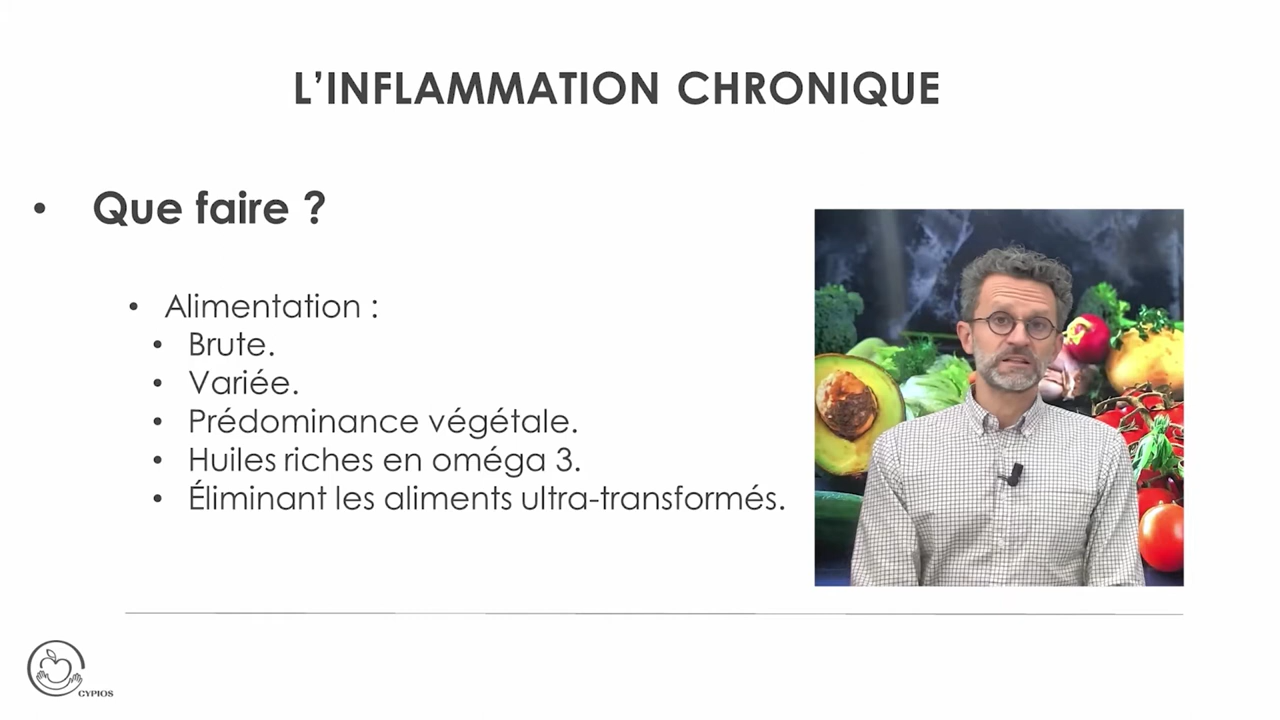 L’INFLAMMATION CHRONIQUE
• Que faire ?
• Alimentation :
• Brute.
• Variée.
• Prédominance végétale.
• Huiles riches en oméga 3.
• Éliminant les aliments ultra-transformés.
CYPIOS